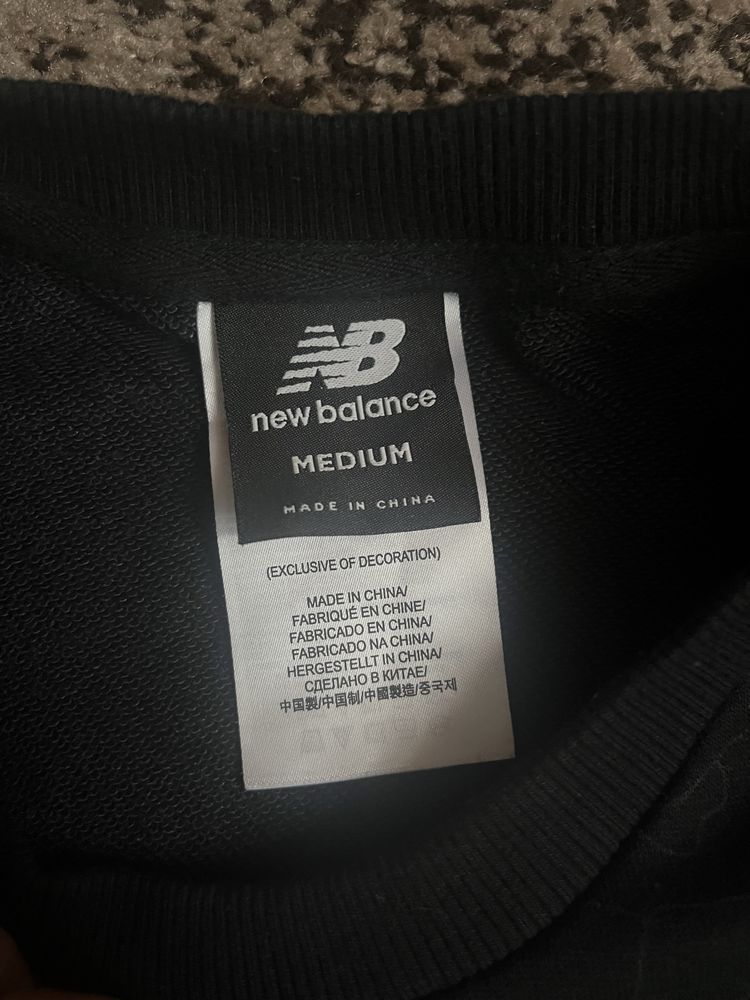 NB
new balance
MEDIUM
MADE IN CHINA
(EXCLUSIVE OF DECORATION)
MADE IN CHINA/
FABRIQUÉ EN CHINE/
FABRICADO EN CHINA/
FABRICADO NA CHINA/
HERGESTELLT IN CHINA/
СДЕЛАНО В КИТАЕ/
中国製/中国制/中國製造/중국제